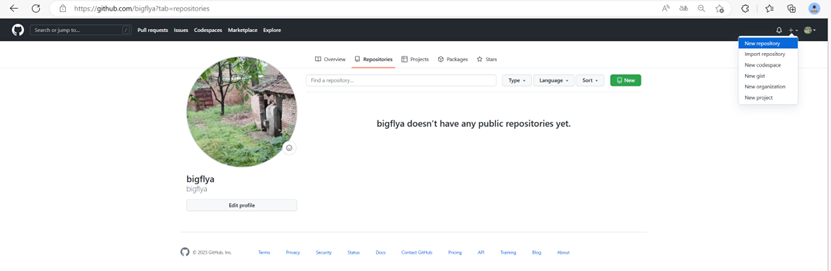 https://github.com/bigflya?tab=repositories
Search or jump to... / Pull requests Issues Codespaces Marketplace Explore
New repository
Import repository
New codespace
New gist
New organization
New project
Overview Repositories Projects Packages Stars
Find a repository... Type Language Sort New
bigflya doesn't have any public repositories yet.
bigflya
bigflya
Edit profile
© 2023 GitHub, Inc. Terms Privacy Security Status Docs Contact GitHub Pricing API Training Blog About